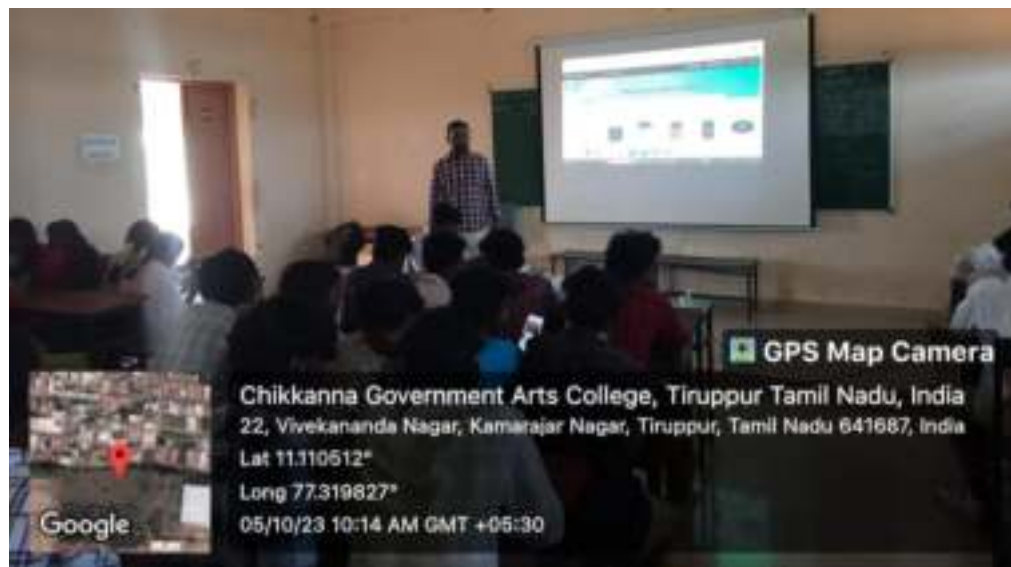 GPS Map Camera
Chikkanna Government Arts College, Tiruppur Tamil Nadu, India
22, Vivekananda Nagar, Kamarajar Nagar, Tiruppur, Tamil Nadu 641687, India
Lat 11.110512°
Long 77.319827°
05/10/23 10:14 AM GMT +05:30
Google